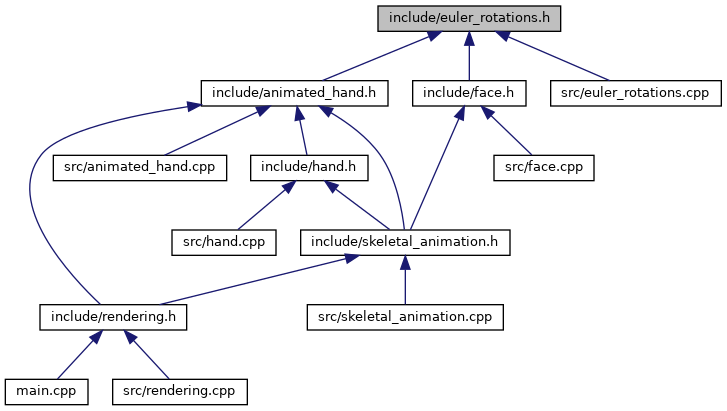 include/euler_rotations.h
include/animated_hand.h
include/face.h
src/euler_rotations.cpp
src/animated_hand.cpp
include/hand.h
src/face.cpp
src/hand.cpp
include/skeletal_animation.h
include/rendering.h
src/skeletal_animation.cpp
main.cpp
src/rendering.cpp